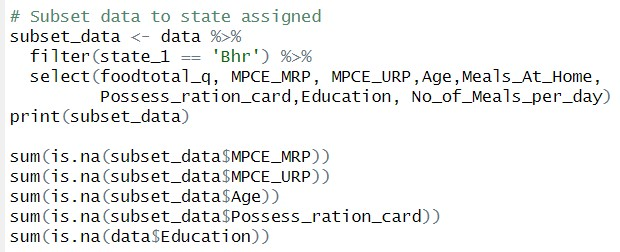 # Subset data to state assigned
subset_data <- data %>%
  filter(state_1 == 'Bhr') %>%
  select(foodtotal_q, MPCE_MRP, MPCE_URP,Age,Meals_At_Home,
         Possess_ration_card,Education, No_of_Meals_per_day)
print(subset_data)

sum(is.na(subset_data$MPCE_MRP))
sum(is.na(subset_data$MPCE_URP))
sum(is.na(subset_data$Age))
sum(is.na(subset_data$Possess_ration_card))
sum(is.na(data$Education))